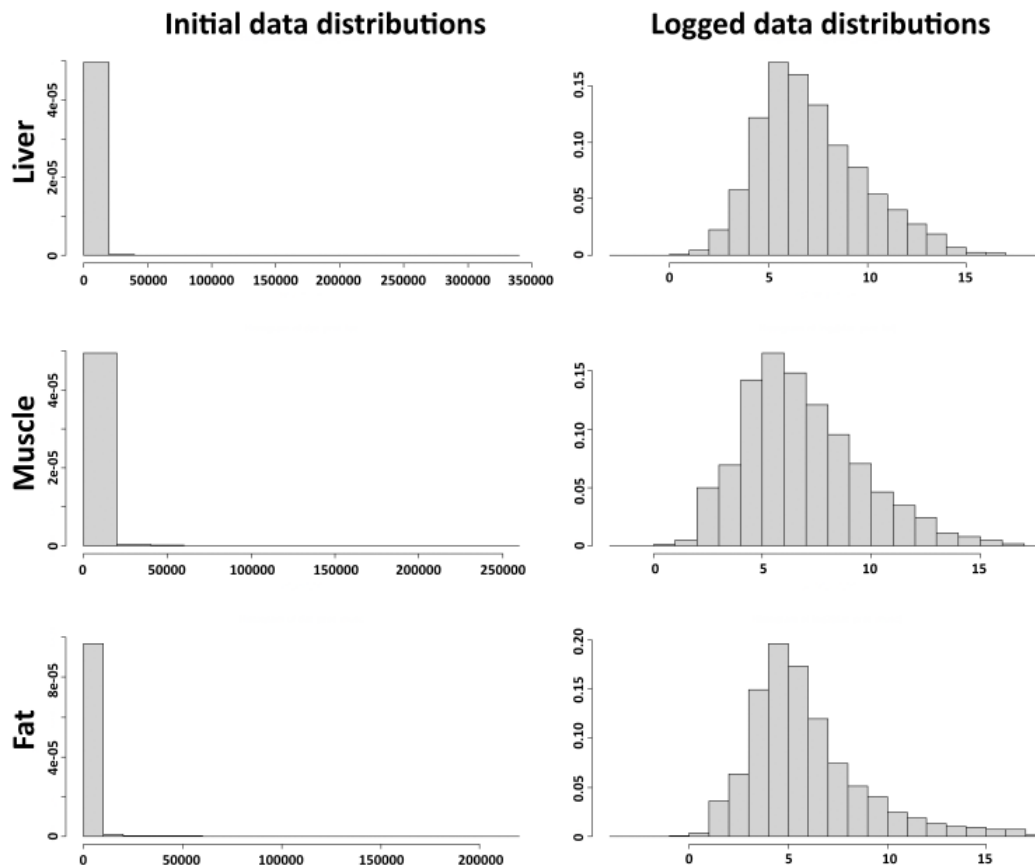 Initial data distributions
Logged data distributions
Liver
0 2e-05 4e-05
0 50000 100000 150000 200000 250000 300000 350000
0 0.05 0.10 0.15
0 5 10 15
Muscle
0 2e-05 4e-05
0 50000 100000 150000 200000 250000
0 0.05 0.10 0.15
0 5 10 15
Fat
0 4e-05 8e-05
0 50000 100000 150000 200000
0 0.05 0.10 0.15 0.20
0 5 10 15